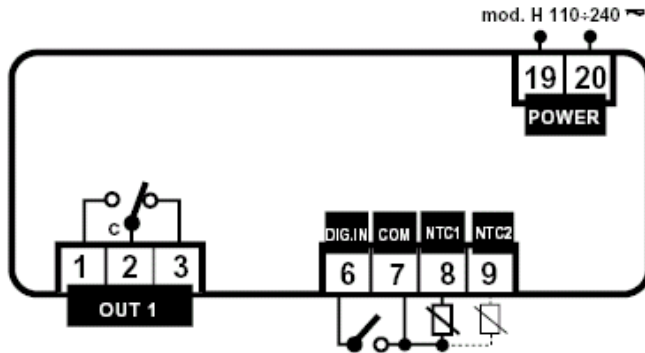 mod. H 110÷240
19 20
POWER
C
DIG.IN COM NTC1 NTC2
1 2 3
6 7 8 9
OUT 1